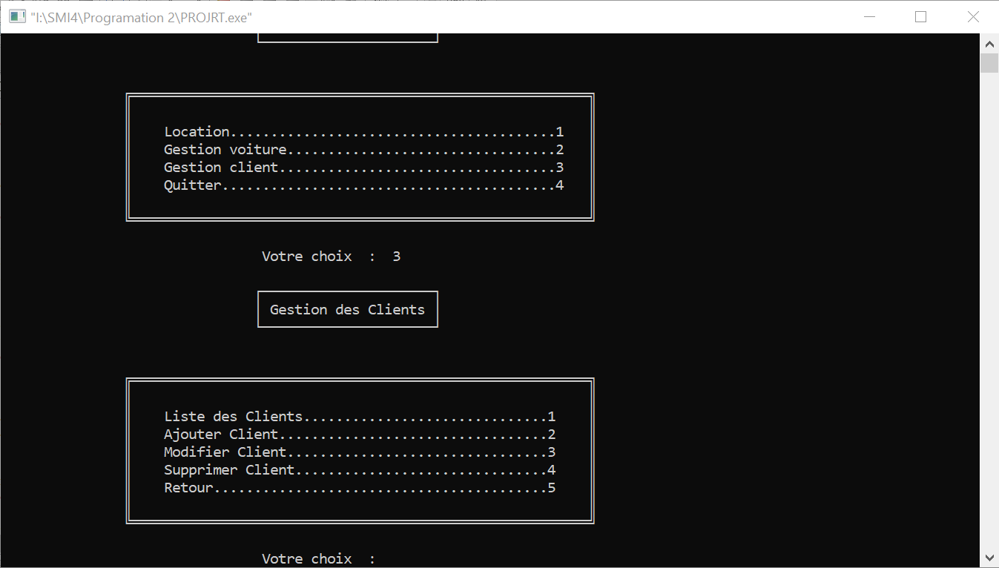 "I:\SMI4\Programation 2\PROJRT.exe"
Location........................................1
Gestion voiture.................................2
Gestion client..................................3
Quitter.........................................4
Votre choix  :  3
Gestion des Clients
Liste des Clients..............................1
Ajouter Client.................................2
Modifier Client................................3
Supprimer Client...............................4
Retour.........................................5
Votre choix  :